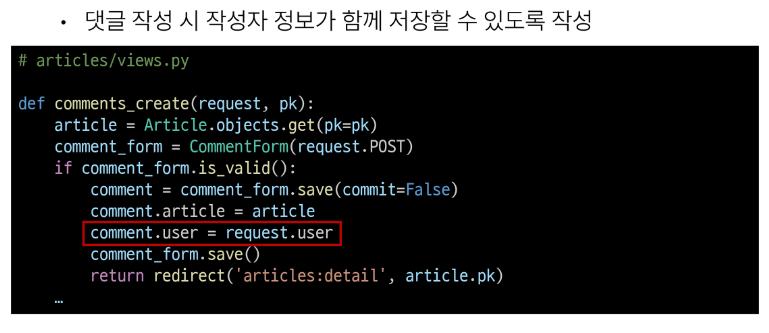 • 댓글 작성 시 작성자 정보가 함께 저장할 수 있도록 작성
# articles/views.py
def comments_create(request, pk):
    article = Article.objects.get(pk=pk)
    comment_form = CommentForm(request.POST)
    if comment_form.is_valid():
        comment = comment_form.save(commit=False)
        comment.article = article
        comment.user = request.user
        comment_form.save()
        return redirect('articles:detail', article.pk)
    …